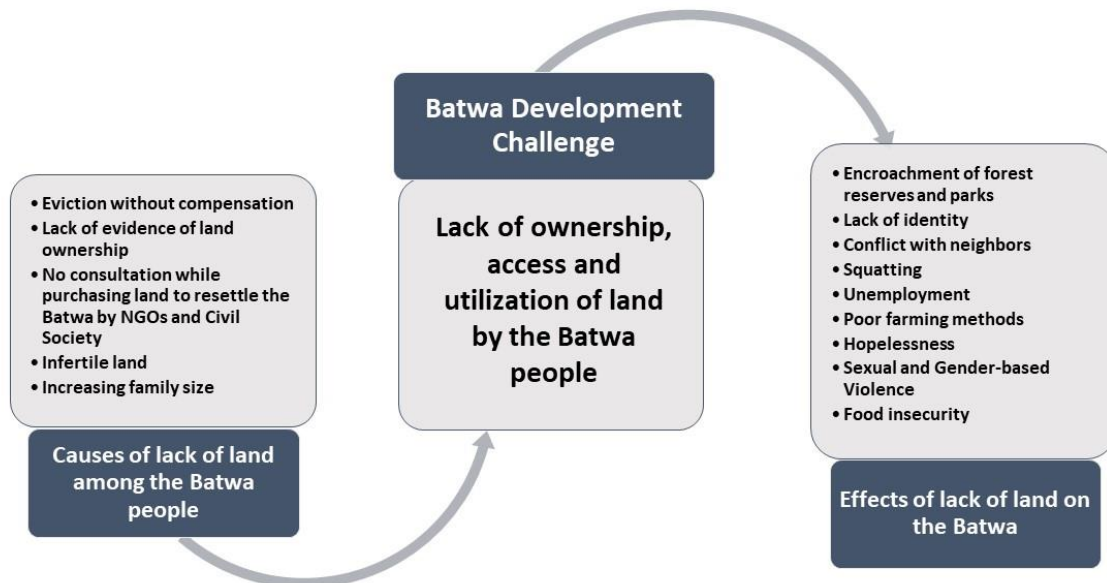 • Eviction without compensation
• Lack of evidence of land
ownership
• No consultation while
purchasing land to resettle the
Batwa by NGOs and Civil
Society
• Infertile land
• Increasing family size
Causes of lack of land
among the Batwa
people
Batwa Development
Challenge
Lack of ownership,
access and
utilization of land
by the Batwa
people
• Encroachment of forest
reserves and parks
• Lack of identity
• Conflict with neighbors
• Squatting
• Unemployment
• Poor farming methods
• Hopelessness
• Sexual and Gender-based
Violence
• Food insecurity
Effects of lack of land on
the Batwa